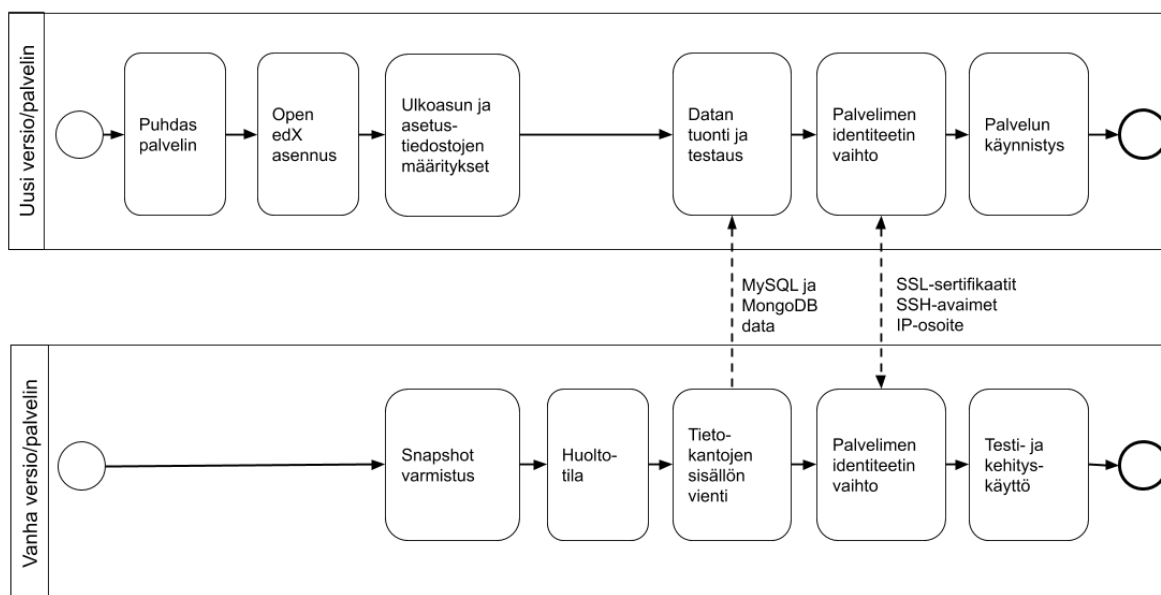 Uusi versio/palvelin
Puhdas
palvelin
Open
edX
asennus
Ulkoasun ja
asetus-
tiedostojen
määritykset
Datan
tuonti ja
testaus
Palvelimen
identiteetin
vaihto
Palvelun
käynnistys
MySQL ja
MongoDB
data
SSL-sertifikaatit
SSH-avaimet
IP-osoite
Vanha versio/palvelin
Snapshot
varmistus
Huolto-
tila
Tieto-
kantojen
sisällön
vienti
Palvelimen
identiteetin
vaihto
Testi- ja
kehitys-
käyttö